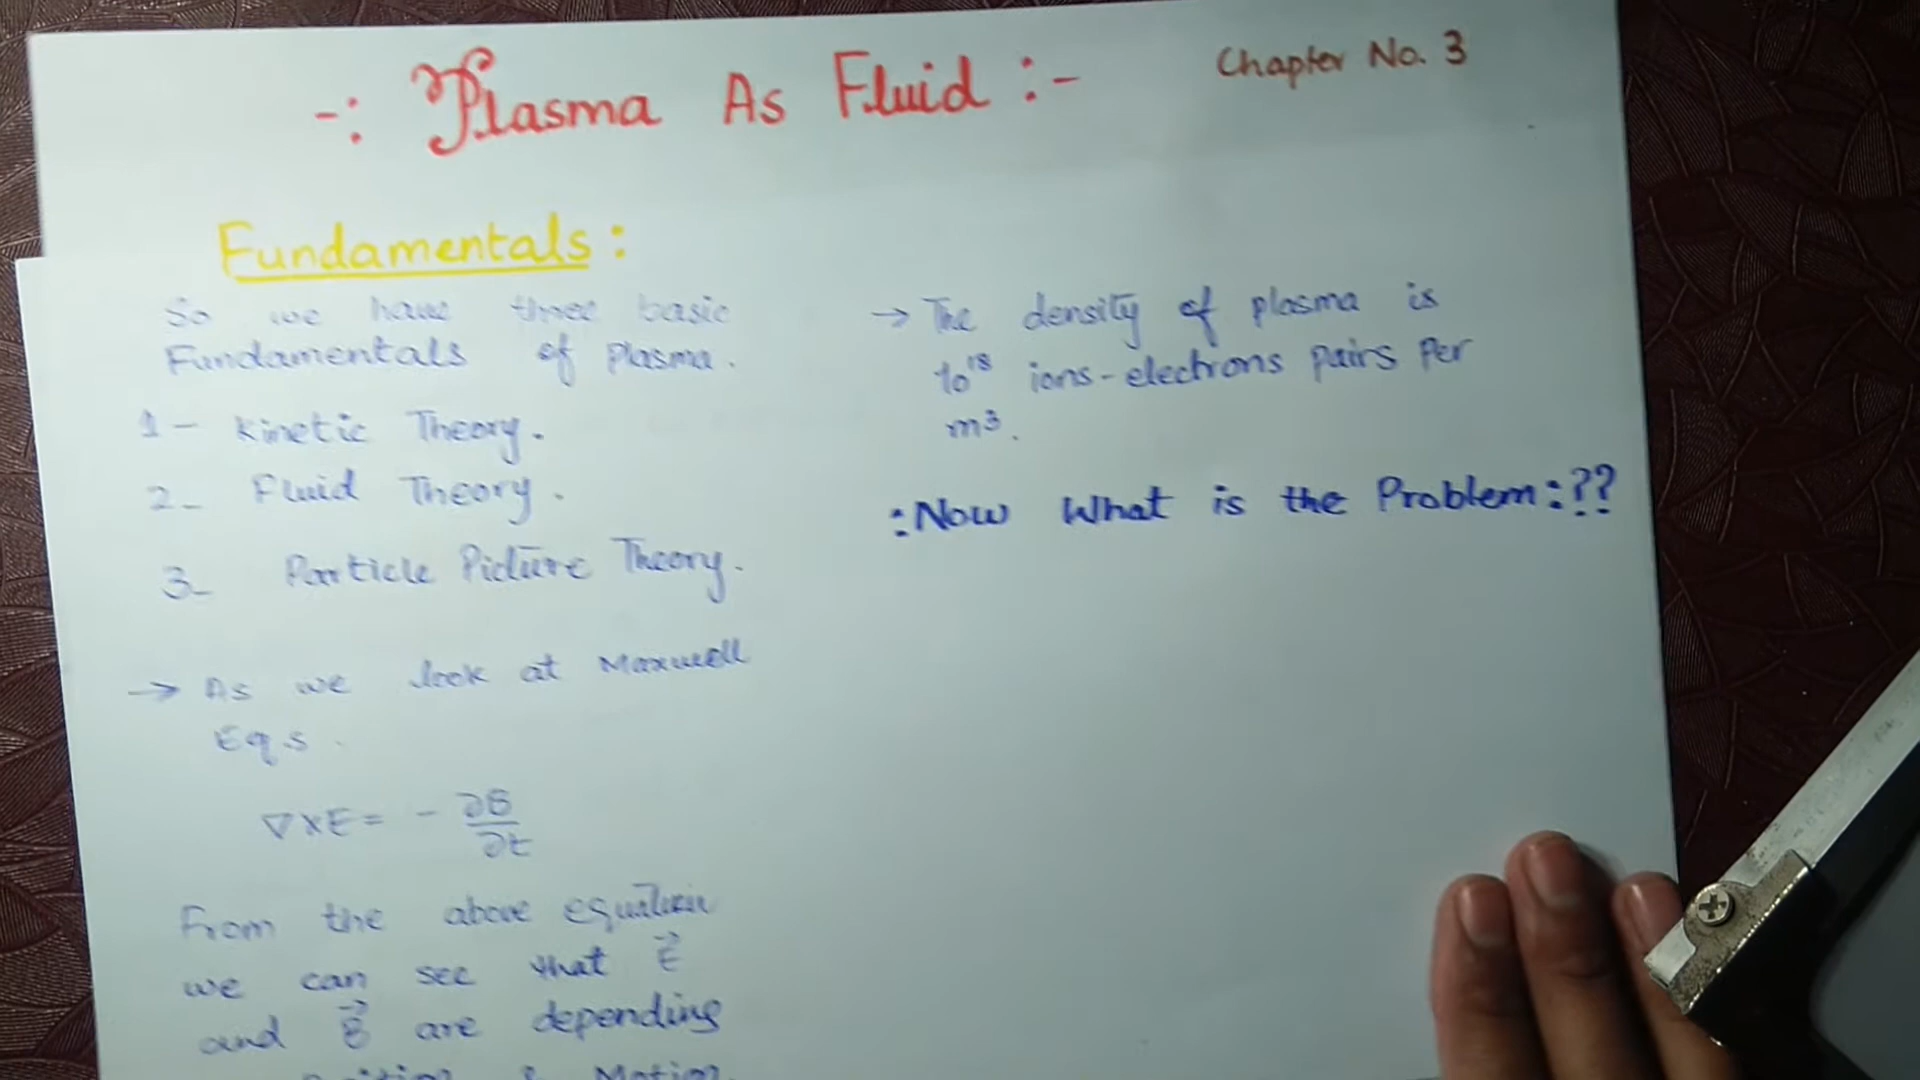 -: Plasma As Fluid :-
Chapter No. 3
Fundamentals :
So we have three basic
Fundamentals of Plasma.
1- Kinetic Theory.
2- Fluid Theory.
3- Particle Picture Theory.
→ As we look at Maxwell
Eqs.
∇×E = - ∂B/∂t
From the above equation
we can see that E⃗
and B⃗ are depending
& Motion
→ The density of plasma is
10¹⁸ ions-electrons pairs Per
m³.
:Now What is the Problem:??